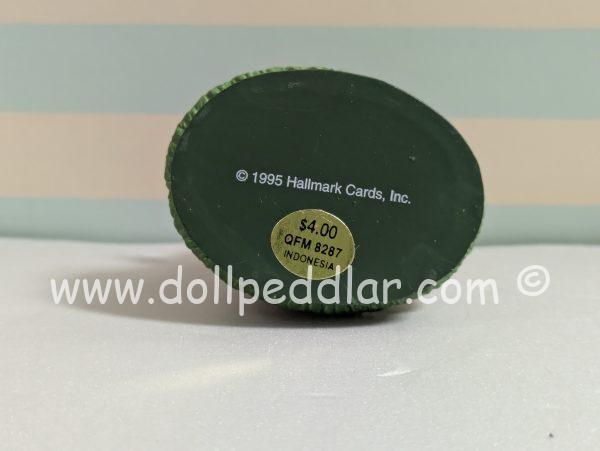 © 1995 Hallmark Cards, Inc.
$4.00
QFM 8287
INDONESIA
www.dollpeddlar.com ©